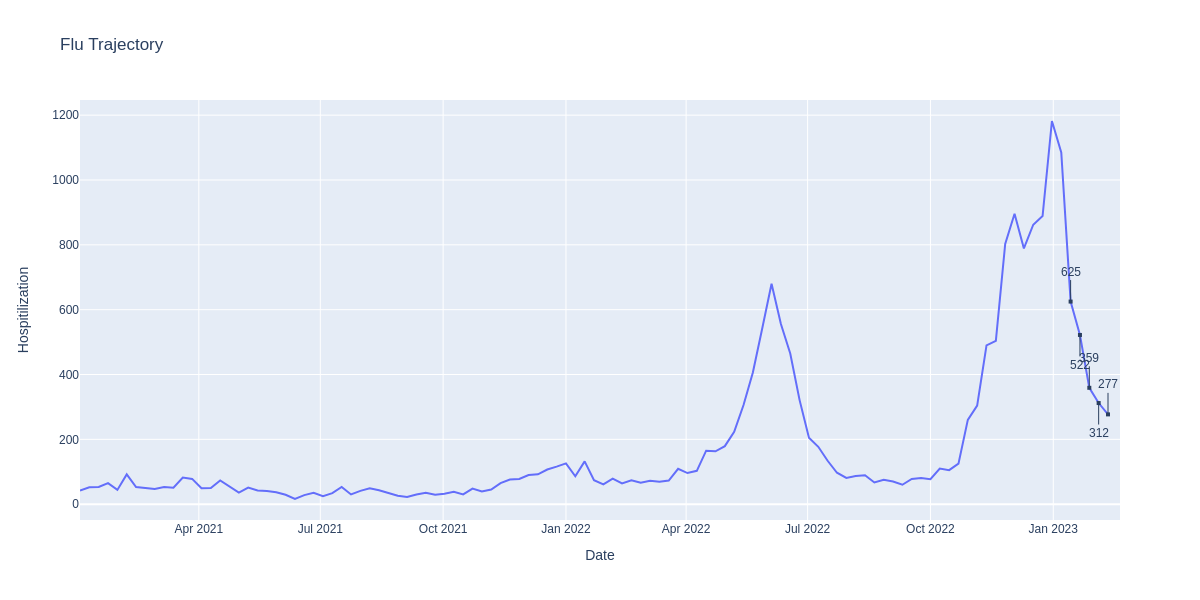 Flu Trajectory
1200
1000
800
600
400
200
0
Hospitilization
625
522
359
312
277
Apr 2021
Jul 2021
Oct 2021
Jan 2022
Apr 2022
Jul 2022
Oct 2022
Jan 2023
Date